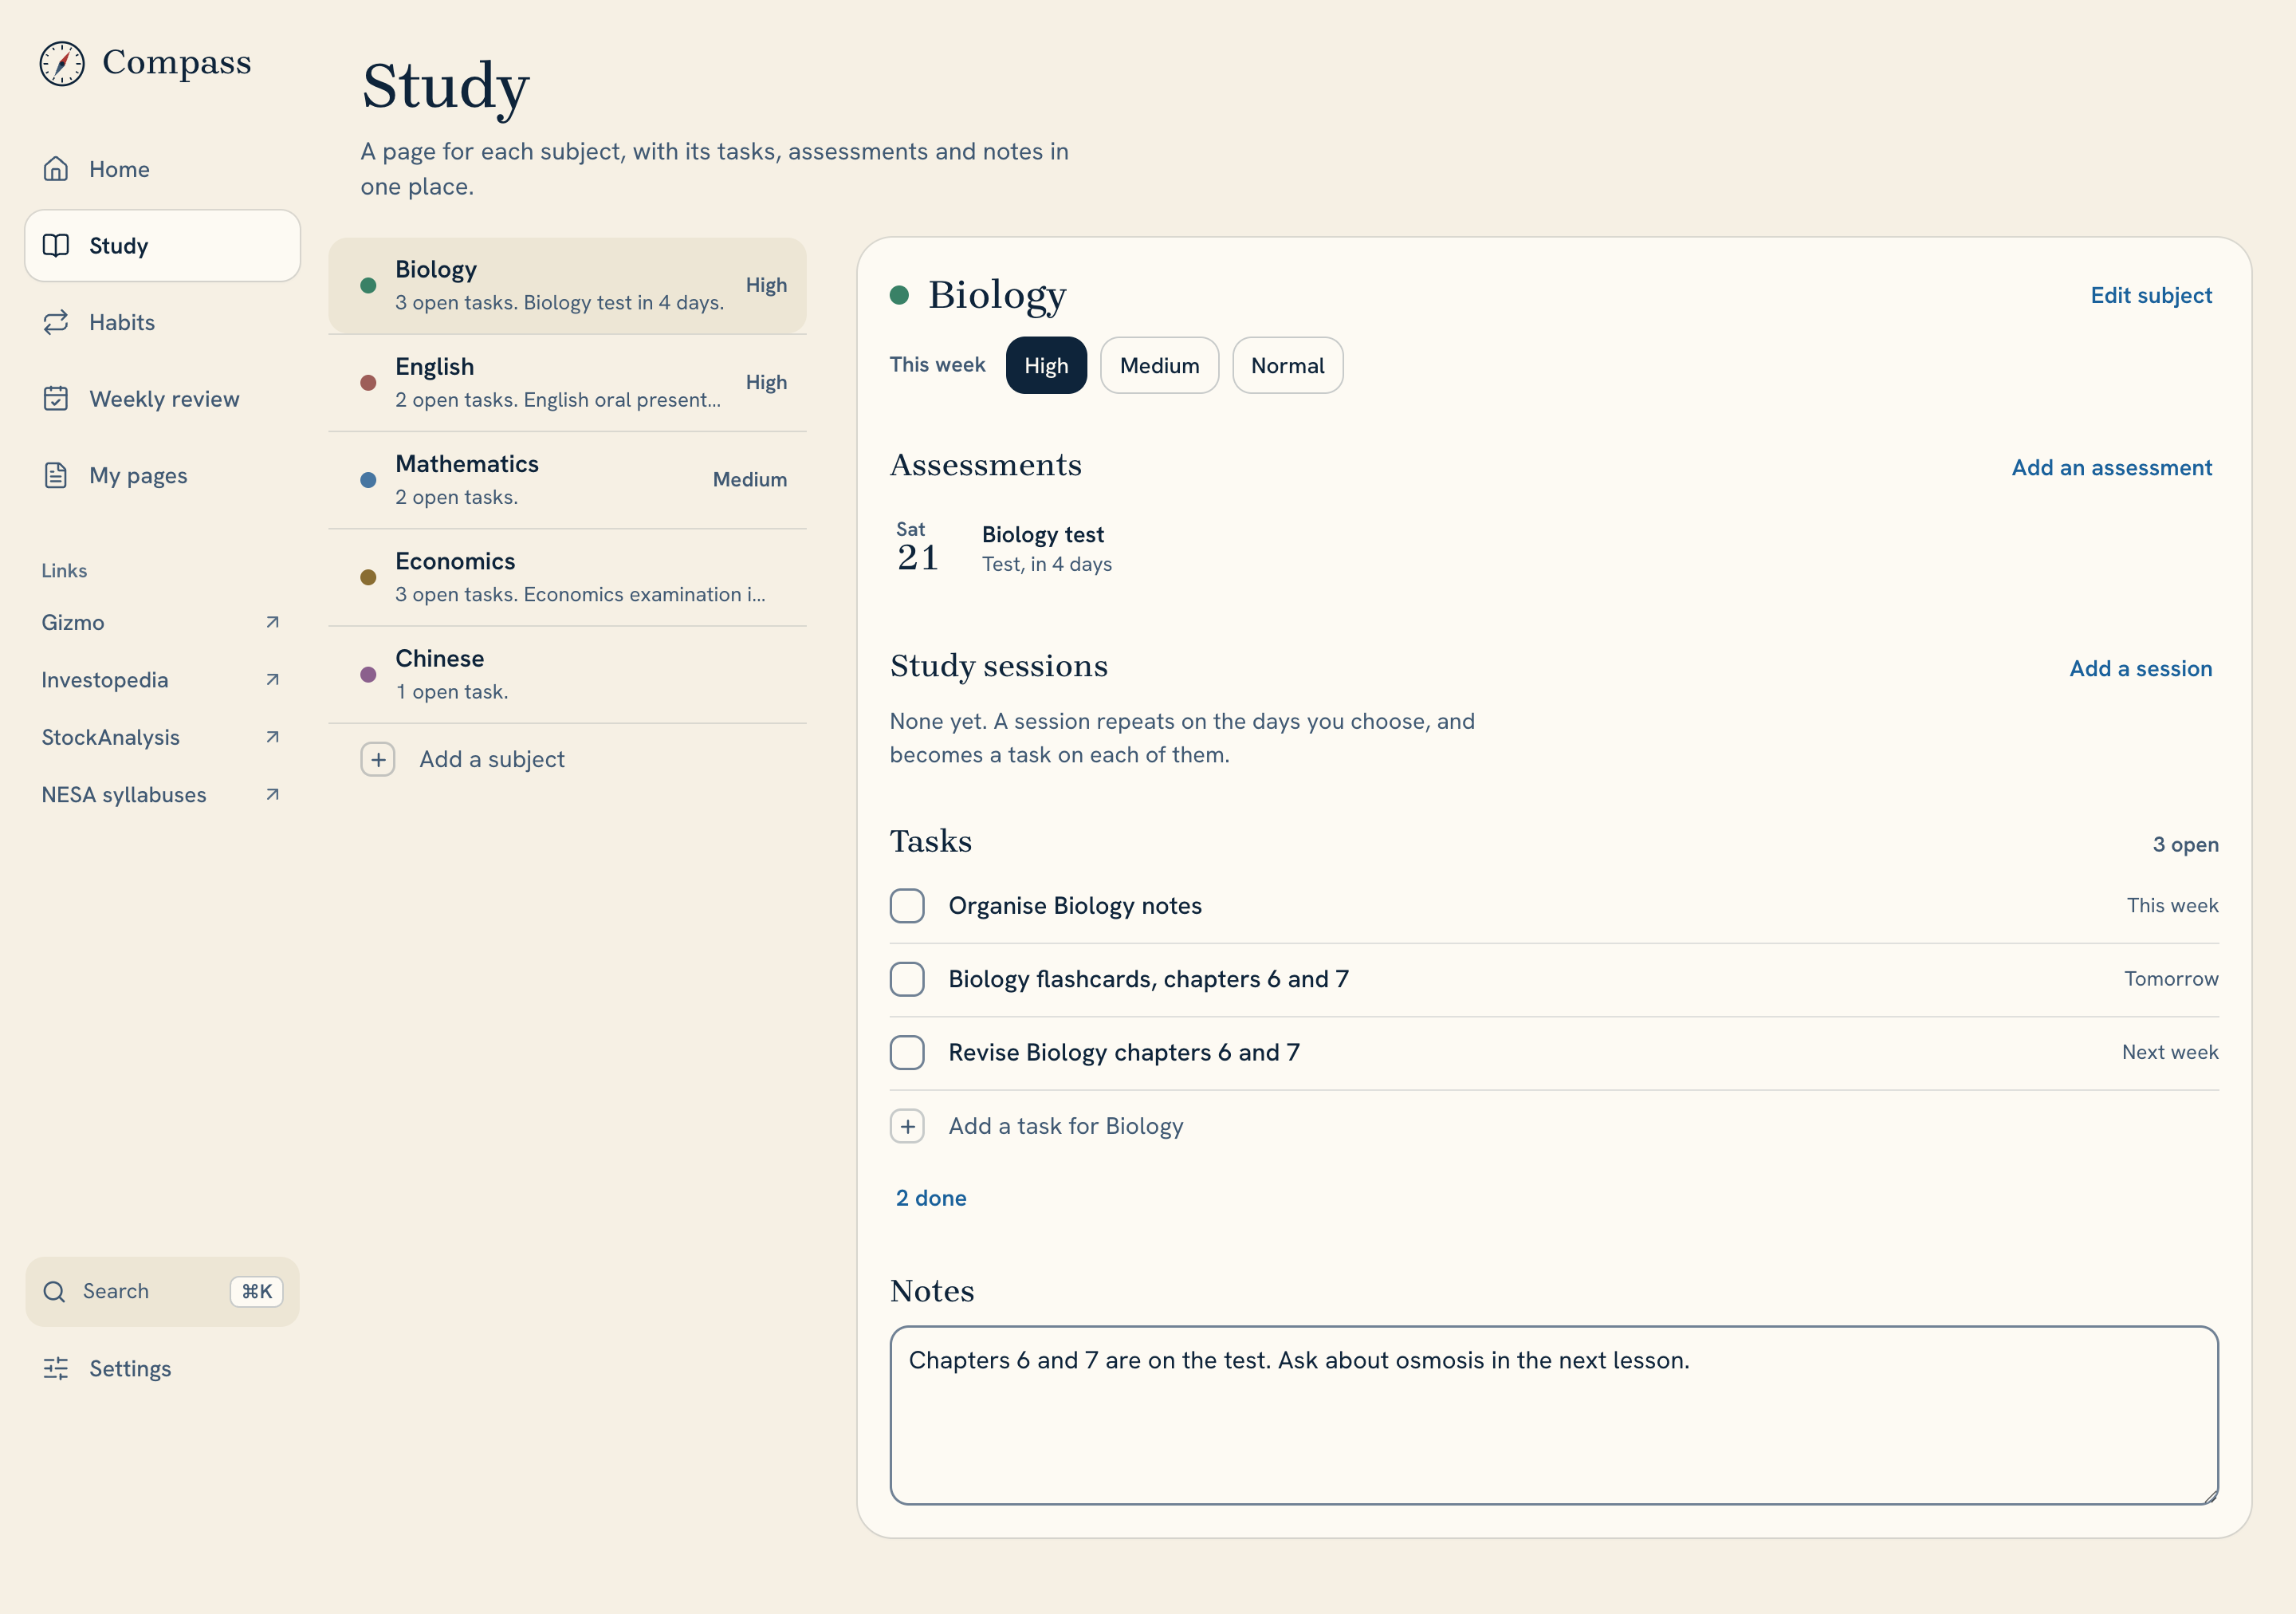 Compass
Home
Study
Habits
Weekly review
My pages
Links
Gizmo
Investopedia
StockAnalysis
NESA syllabuses
Search ⌘K
Settings
Study
A page for each subject, with its tasks, assessments and notes in
one place.
Biology
3 open tasks. Biology test in 4 days.
High
English
2 open tasks. English oral present...
High
Mathematics
2 open tasks.
Medium
Economics
3 open tasks. Economics examination i...
Chinese
1 open task.
Add a subject
Biology
Edit subject
This week High Medium Normal
Assessments
Add an assessment
Sat
21
Biology test
Test, in 4 days
Study sessions
Add a session
None yet. A session repeats on the days you choose, and
becomes a task on each of them.
Tasks
3 open
Organise Biology notes
This week
Biology flashcards, chapters 6 and 7
Tomorrow
Revise Biology chapters 6 and 7
Next week
Add a task for Biology
2 done
Notes
Chapters 6 and 7 are on the test. Ask about osmosis in the next lesson.